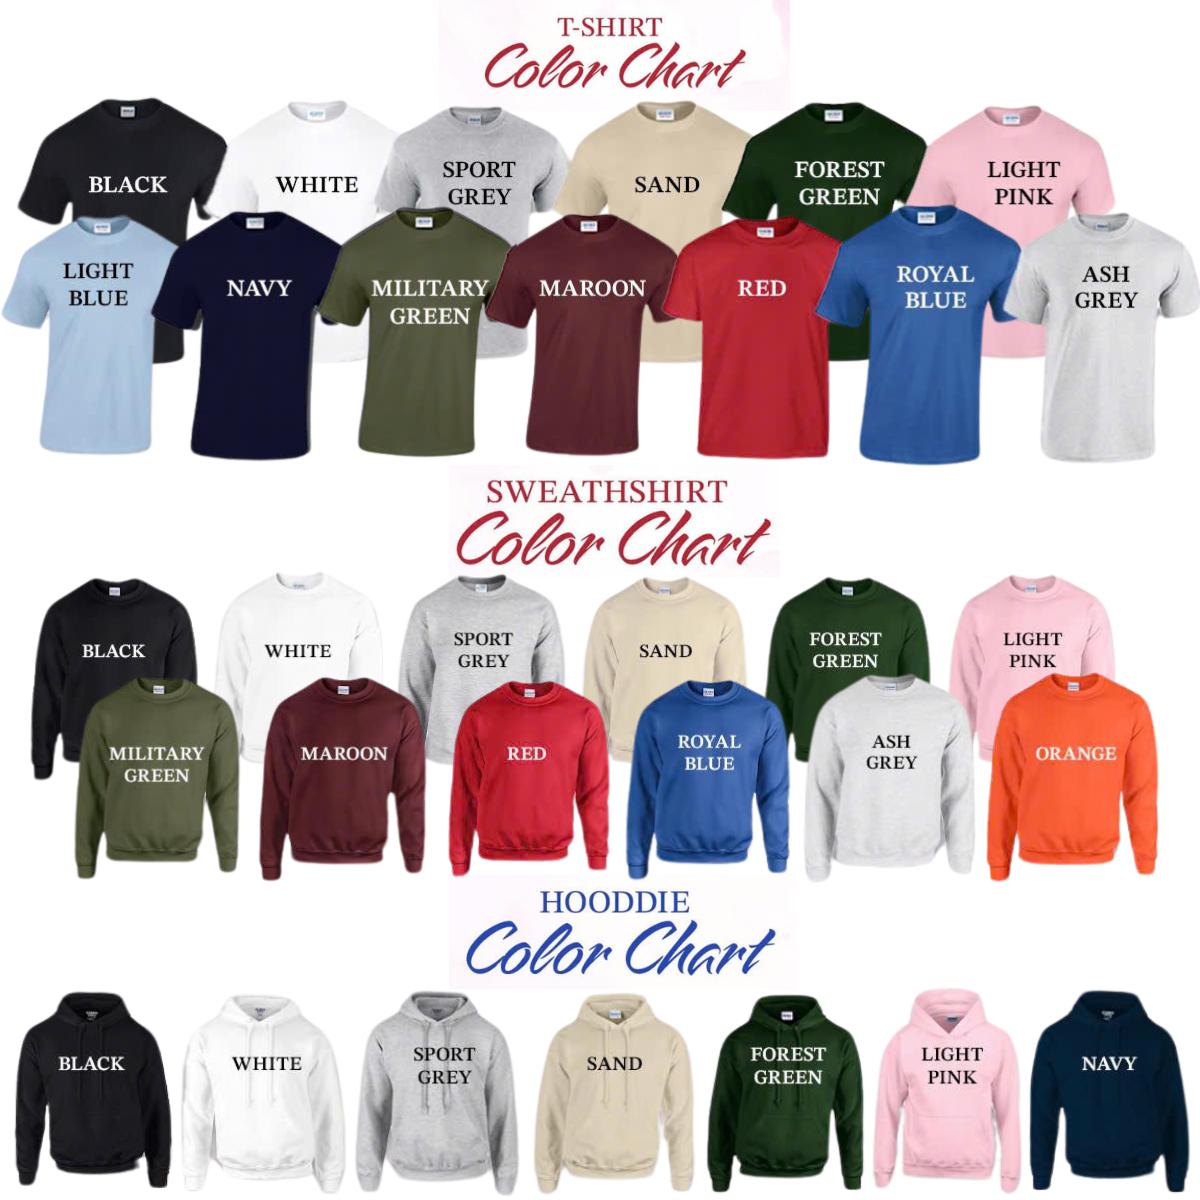 T-SHIRT
Color Chart
BLACK
WHITE
SPORT
GREY
SAND
FOREST
GREEN
LIGHT
PINK
LIGHT
BLUE
NAVY
MILITARY
GREEN
MAROON
RED
ROYAL
BLUE
ASH
GREY
SWEATHSHIRT
Color Chart
BLACK
WHITE
SPORT
GREY
SAND
FOREST
GREEN
LIGHT
PINK
MILITARY
GREEN
MAROON
RED
ROYAL
BLUE
ASH
GREY
ORANGE
HOODDIE
Color Chart
BLACK
WHITE
SPORT
GREY
SAND
FOREST
GREEN
LIGHT
PINK
NAVY